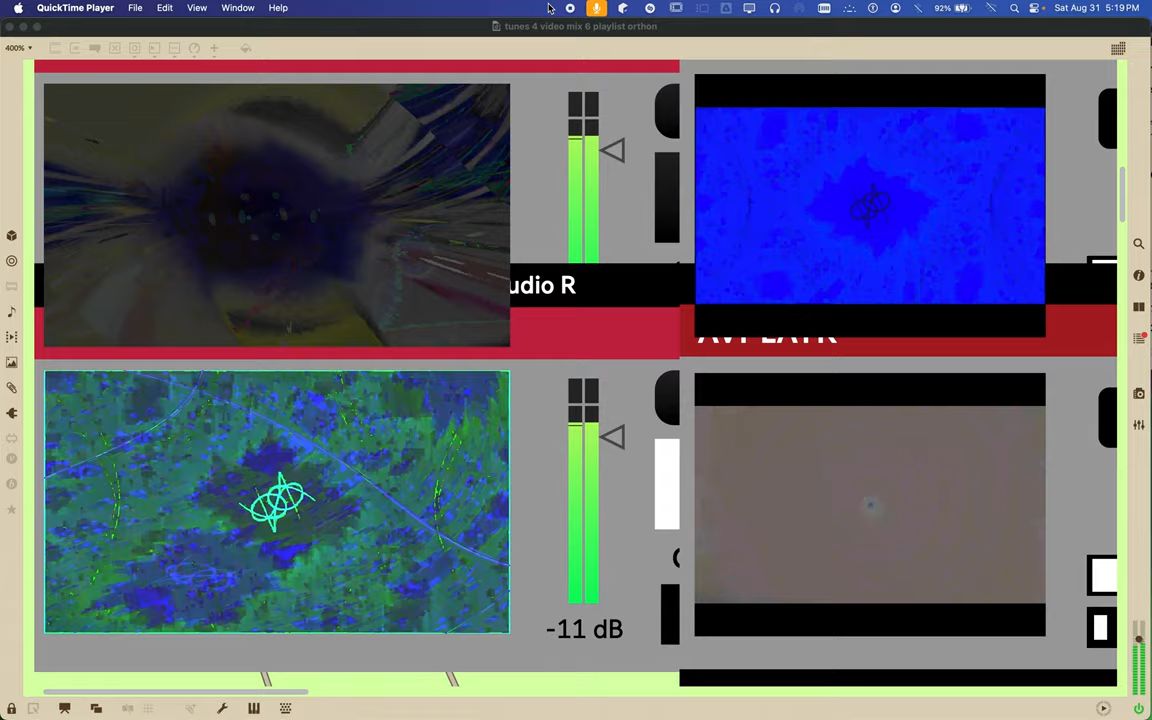 QuickTime Player File Edit View Window Help
92% Sat Aug 31 5:19 PM
tunes 4 video mix 6 playlist orthon
400%
udio R
-11 dB